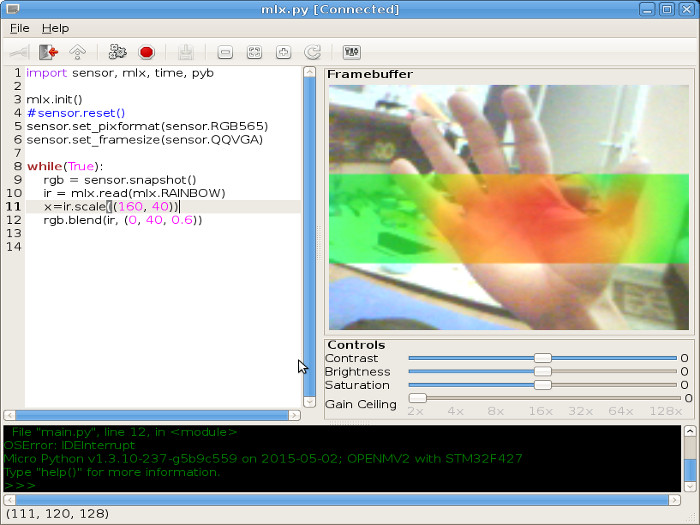 mlx.py [Connected]
File Help
1 import sensor, mlx, time, pyb
2
3 mlx.init()
4 #sensor.reset()
5 sensor.set_pixformat(sensor.RGB565)
6 sensor.set_framesize(sensor.QQVGA)
7
8 while(True):
9 rgb = sensor.snapshot()
10 ir = mlx.read(mlx.RAINBOW)
11 x=ir.scale((160, 40))
12 rgb.blend(ir, (0, 40, 0.6))
13
14
Framebuffer
Controls
Contrast 0
Brightness 0
Saturation 0
Gain Ceiling 0
2x 4x 8x 16x 32x 64x 128x
File "main.py", line 12, in <module>
OSError: IDEInterrupt
Micro Python v1.3.10-237-g5b9c559 on 2015-05-02; OPENMV2 with STM32F427
Type "help()" for more information.
>>>
(111, 120, 128)